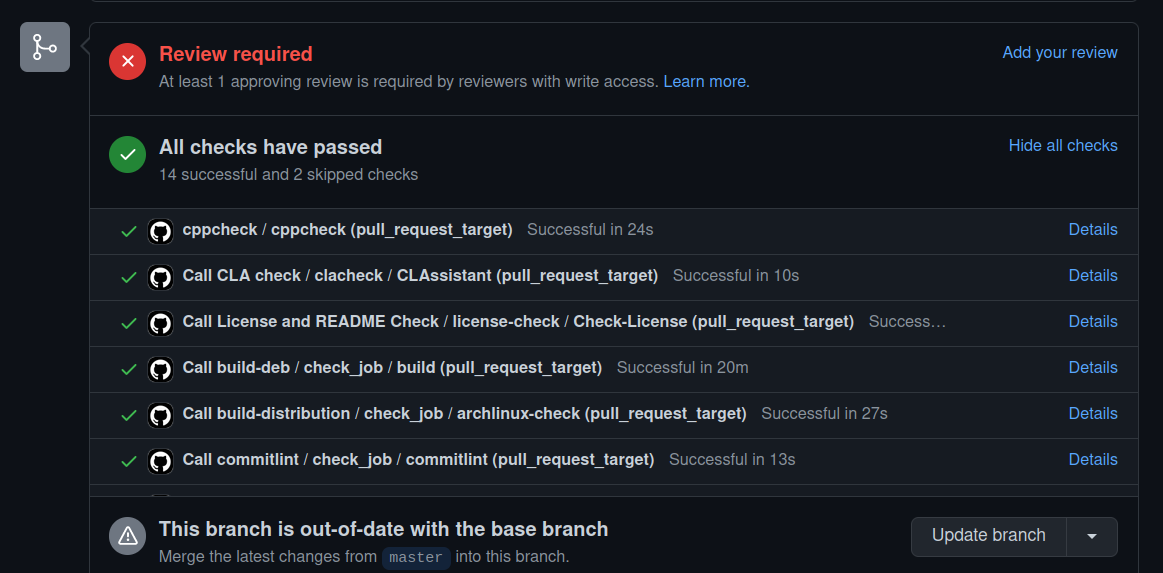 Review required
Add your review
At least 1 approving review is required by reviewers with write access. Learn more.
All checks have passed
Hide all checks
14 successful and 2 skipped checks
cppcheck / cppcheck (pull_request_target) Successful in 24s Details
Call CLA check / clacheck / CLAssistant (pull_request_target) Successful in 10s Details
Call License and README Check / license-check / Check-License (pull_request_target) Success… Details
Call build-deb / check_job / build (pull_request_target) Successful in 20m Details
Call build-distribution / check_job / archlinux-check (pull_request_target) Successful in 27s Details
Call commitlint / check_job / commitlint (pull_request_target) Successful in 13s Details
This branch is out-of-date with the base branch
Update branch
Merge the latest changes from master into this branch.